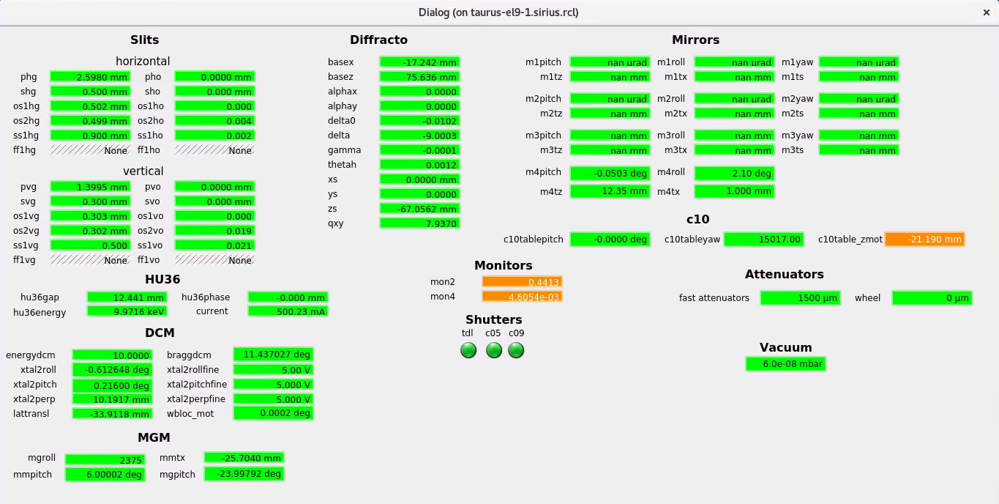 Dialog (on taurus-el9-1.sirius.rcl) ×
Slits
horizontal
phg 2.5980 mm pho 0.0000 mm
shg 0.500 mm sho 0.000 mm
os1hg 0.502 mm os1ho 0.000
os2hg 0.499 mm os2ho 0.004
ss1hg 0.900 mm ss1ho 0.002
ff1hg None ff1ho None
vertical
pvg 1.3995 mm pvo 0.0000 mm
svg 0.300 mm svo 0.000 mm
os1vg 0.303 mm os1vo 0.000
os2vg 0.302 mm os2vo 0.019
ss1vg 0.500 ss1vo 0.021
ff1vg None ff1vo None
HU36
hu36gap 12.441 mm hu36phase -0.000 mm
hu36energy 9.9716 keV current 500.23 mA
DCM
energydcm 10.0000 braggdcm 11.437027 deg
xtal2roll -0.612648 deg xtal2rollfine 5.00 V
xtal2pitch 0.21600 deg xtal2pitchfine 5.000 V
xtal2perp 10.1917 mm xtal2perpfine 5.000 V
lattransl -33.9118 mm wbloc_mot 0.0002 deg
MGM
mgroll 2375 mmtx -25.7040 mm
mmpitch 6.00002 deg mgpitch -23.99792 deg
Diffracto
basex -17.242 mm
basez 75.636 mm
alphax 0.0000
alphay 0.0000
delta0 -0.0102
delta -9.0003
gamma -0.0001
thetah 0.0012
xs 0.0000 mm
ys 0.0000
zs -67.0562 mm
qxy 7.9370
Mirrors
m1pitch nan urad m1roll nan urad m1yaw nan urad
m1tz nan mm m1tx nan mm m1ts nan mm
m2pitch nan urad m2roll nan urad m2yaw nan urad
m2tz nan mm m2tx nan mm m2ts nan mm
m3pitch nan mm m3roll nan mm m3yaw nan mm
m3tz nan mm m3tx nan mm m3ts nan mm
m4pitch -0.0503 deg m4roll 2.10 deg
m4tz 12.35 mm m4tx 1.000 mm
c10
c10tablepitch -0.0000 deg c10tableyaw 15017.00 c10table_zmot -21.190 mm
Monitors
mon2 0.4413
mon4 4.6054e-03
Shutters
tdl c05 c09
Attenuators
fast attenuators 1500 µm wheel 0 µm
Vacuum
6.0e-08 mbar